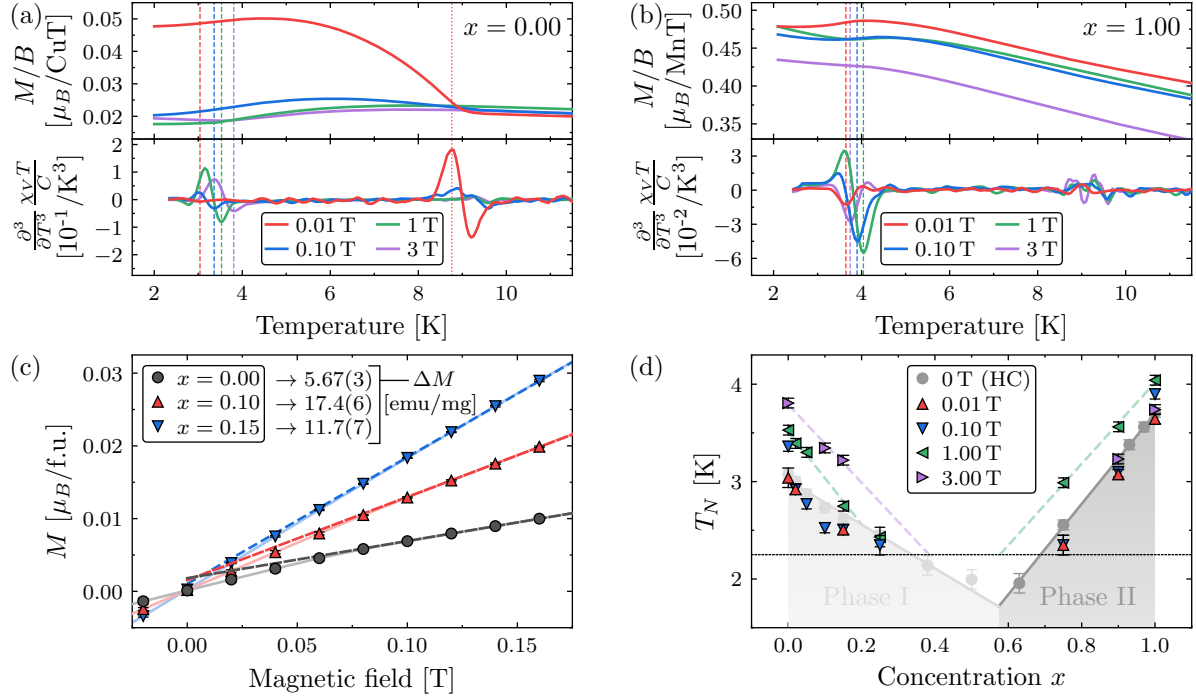 (a)
x = 0.00
M/B
[μ_B/CuT]
0.05
0.04
0.03
0.02
∂³/∂T³ χ_V T/C
[10⁻¹/K³]
2
1
0
−1
−2
0.01 T
1 T
0.10 T
3 T
2 4 6 8 10
Temperature [K]
(b)
x = 1.00
M/B
[μ_B/MnT]
0.50
0.45
0.40
0.35
∂³/∂T³ χ_V T/C
[10⁻²/K³]
3
0
−3
−6
0.01 T
1 T
0.10 T
3 T
2 4 6 8 10
Temperature [K]
(c)
x = 0.00 → 5.67(3)
x = 0.10 → 17.4(6)
x = 0.15 → 11.7(7)
ΔM
[emu/mg]
M [μ_B/f.u.]
0.03
0.02
0.01
0.00
0.00 0.05 0.10 0.15
Magnetic field [T]
(d)
0 T (HC)
0.01 T
0.10 T
1.00 T
3.00 T
T_N [K]
4
3
2
Phase I
Phase II
0.0 0.2 0.4 0.6 0.8 1.0
Concentration x